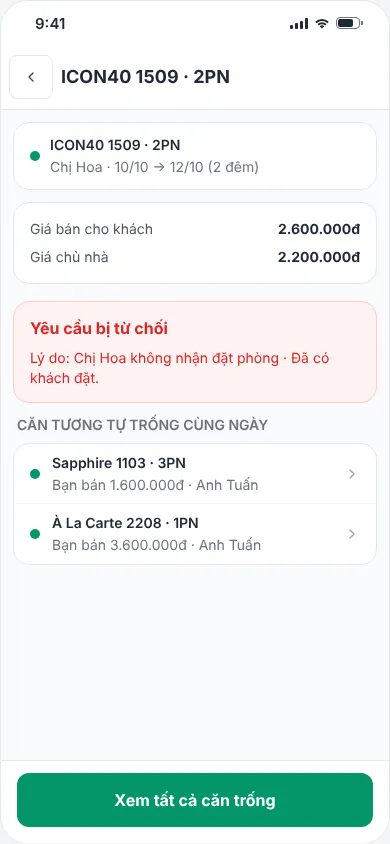 9:41
ICON40 1509 · 2PN
ICON40 1509 · 2PN
Chị Hoa · 10/10 → 12/10 (2 đêm)
Giá bán cho khách 2.600.000đ
Giá chủ nhà 2.200.000đ
Yêu cầu bị từ chối
Lý do: Chị Hoa không nhận đặt phòng · Đã có
khách đặt.
CĂN TƯƠNG TỰ TRỐNG CÙNG NGÀY
Sapphire 1103 · 3PN
Bạn bán 1.600.000đ · Anh Tuấn
À La Carte 2208 · 1PN
Bạn bán 3.600.000đ · Anh Tuấn
Xem tất cả căn trống